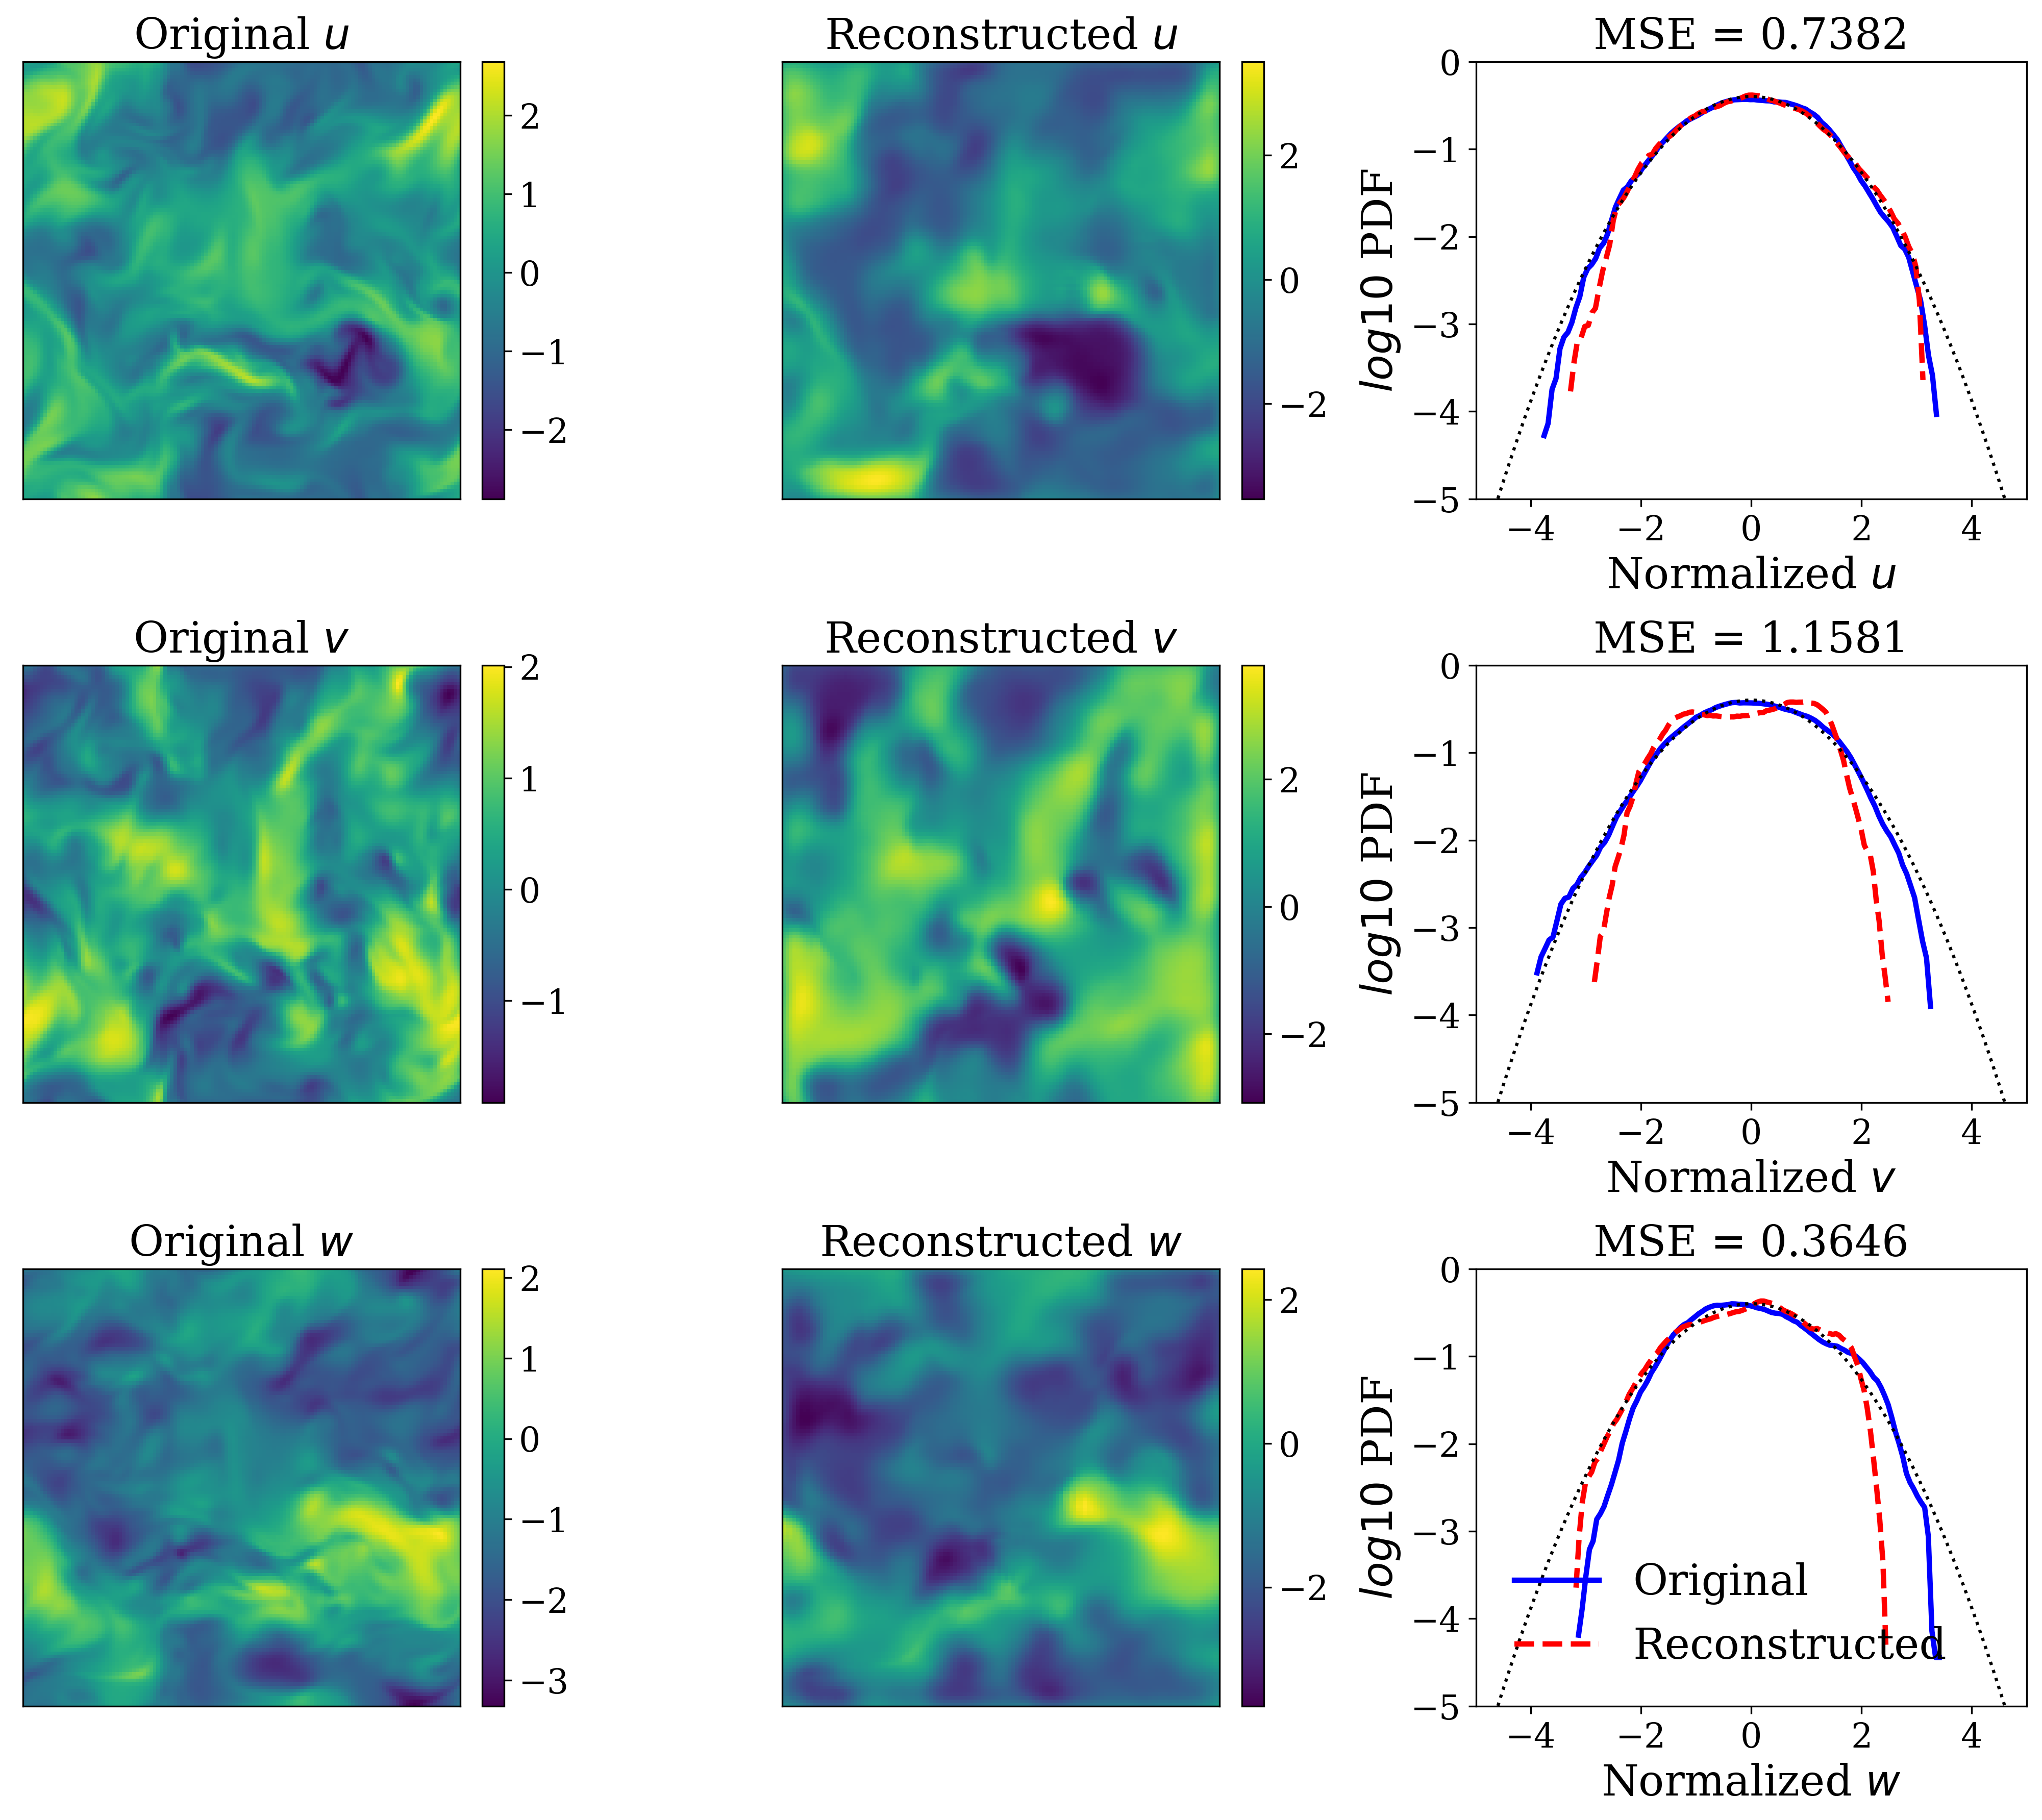 Original u
2
1
0
−1
−2
Reconstructed u
2
0
−2
MSE = 0.7382
log10 PDF
0
−1
−2
−3
−4
−5
−4 −2 0 2 4
Normalized u
Original v
2
1
0
−1
Reconstructed v
2
0
−2
MSE = 1.1581
log10 PDF
0
−1
−2
−3
−4
−5
−4 −2 0 2 4
Normalized v
Original w
2
1
0
−1
−2
−3
Reconstructed w
2
0
−2
MSE = 0.3646
log10 PDF
0
−1
−2
−3
−4
−5
Original
Reconstructed
−4 −2 0 2 4
Normalized w